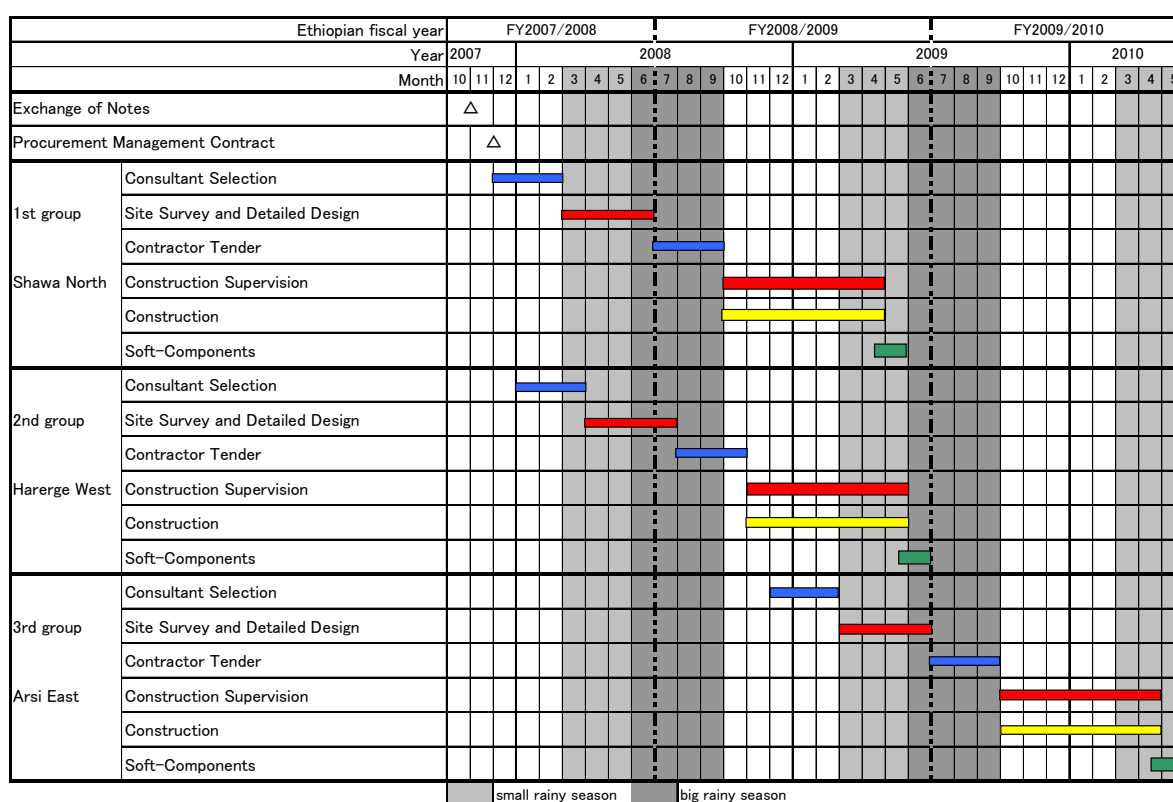 Ethiopian fiscal year FY2007/2008 FY2008/2009 FY2009/2010
Year 2007 2008 2009 2010
Month 10 11 12 1 2 3 4 5 6 7 8 9 10 11 12 1 2 3 4 5 6 7 8 9 10 11 12 1 2 3 4 5
Exchange of Notes △
Procurement Management Contract △
1st group
Shawa North
Consultant Selection
Site Survey and Detailed Design
Contractor Tender
Construction Supervision
Construction
Soft-Components
2nd group
Harerge West
Consultant Selection
Site Survey and Detailed Design
Contractor Tender
Construction Supervision
Construction
Soft-Components
3rd group
Arsi East
Consultant Selection
Site Survey and Detailed Design
Contractor Tender
Construction Supervision
Construction
Soft-Components
small rainy season big rainy season